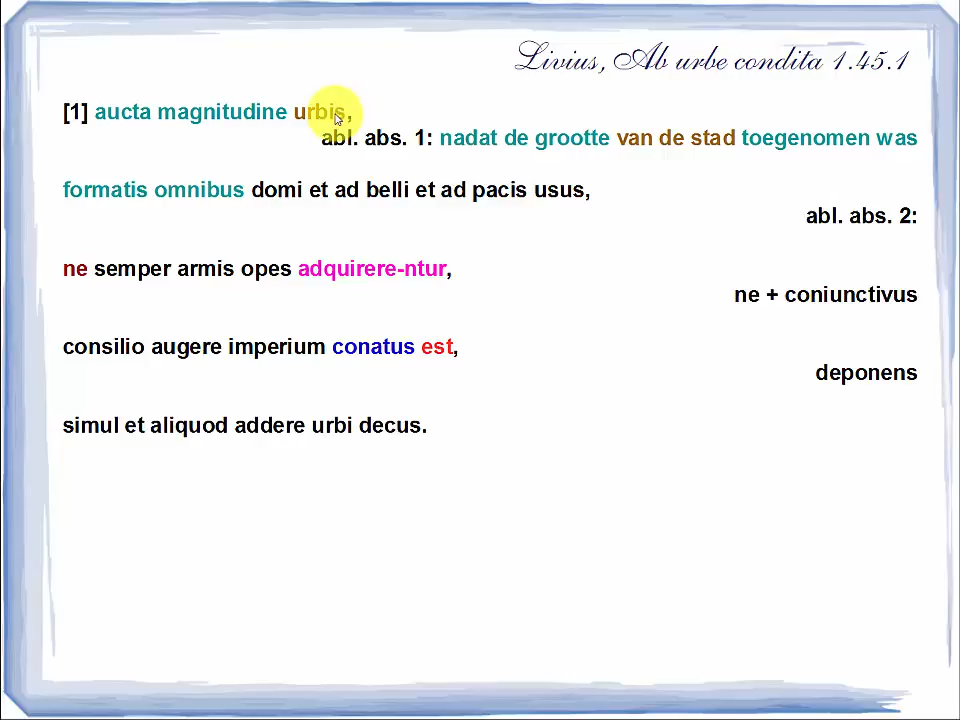 Livius, Ab urbe condita 1.45.1
[1] aucta magnitudine urbis,
abl. abs. 1: nadat de grootte van de stad toegenomen was
formatis omnibus domi et ad belli et ad pacis usus,
abl. abs. 2:
ne semper armis opes adquirere-ntur,
ne + coniunctivus
consilio augere imperium conatus est,
deponens
simul et aliquod addere urbi decus.